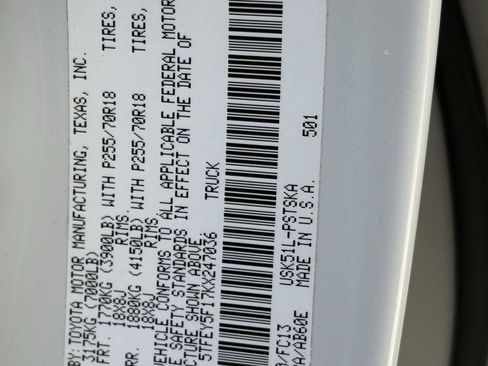 BY: TOYOTA MOTOR MANUFACTURING, TEXAS, INC.
3175KG (7000LB)
FRT. 1770KG (3900LB) WITH P255/70R18 TIRES,
18X8J RIMS,
RR. 1880KG (4150LB) WITH P255/70R18 TIRES,
18X8J RIMS,
VEHICLE CONFORMS TO ALL APPLICABLE FEDERAL MOTOR
E SAFETY STANDARDS IN EFFECT ON THE DATE OF
CTURE SHOWN ABOVE
5TFEY5F17KX247036 TRUCK
/FC13 USK51L-PSTSKA
A/AB60E MADE IN U.S.A. 501